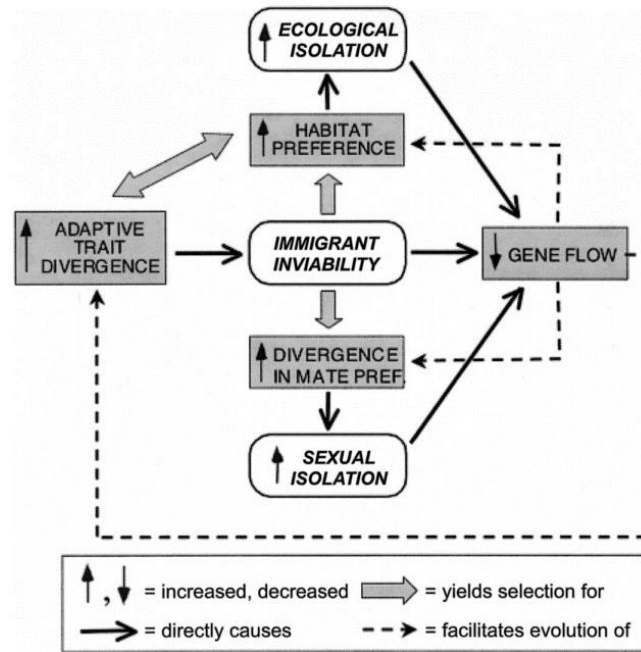 ECOLOGICAL
ISOLATION
HABITAT
PREFERENCE
ADAPTIVE
TRAIT
DIVERGENCE
IMMIGRANT
INVIABILITY
GENE FLOW
DIVERGENCE
IN MATE PREF.
SEXUAL
ISOLATION
, = increased, decreased
= yields selection for
= directly causes
= facilitates evolution of